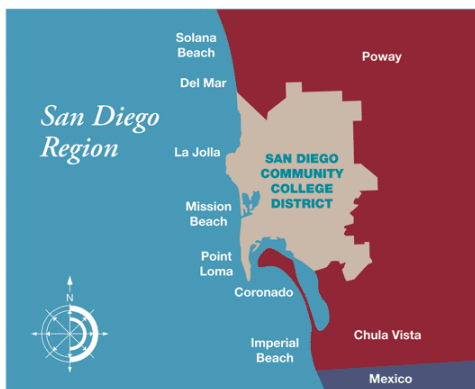 Solana
Beach
Poway
Del Mar
San Diego
Region
La Jolla
SAN DIEGO
COMMUNITY
COLLEGE
DISTRICT
Mission
Beach
Point
Loma
N
Coronado
Imperial
Beach
Chula Vista
Mexico